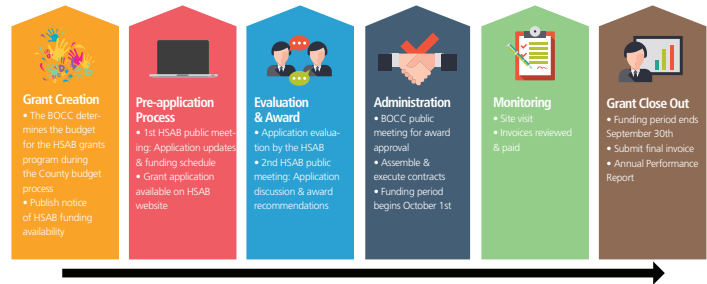 Grant Creation
• The BOCC deter-
mines the budget
for the HSAB grants
program during
the County budget
process
• Publish notice
of HSAB funding
availability
Pre-application
Process
• 1st HSAB public meet-
ing: Application updates
& funding schedule
• Grant application
available on HSAB
website
Evaluation
& Award
• Application evalua-
tion by the HSAB
• 2nd HSAB public
meeting: Application
discussion & award
recommendations
Administration
• BOCC public
meeting for award
approval
• Assemble &
execute contracts
• Funding period
begins October 1st
Monitoring
• Site visit
• Invoices reviewed
& paid
Grant Close Out
• Funding period ends
September 30th
• Submit final invoice
• Annual Performance
Report